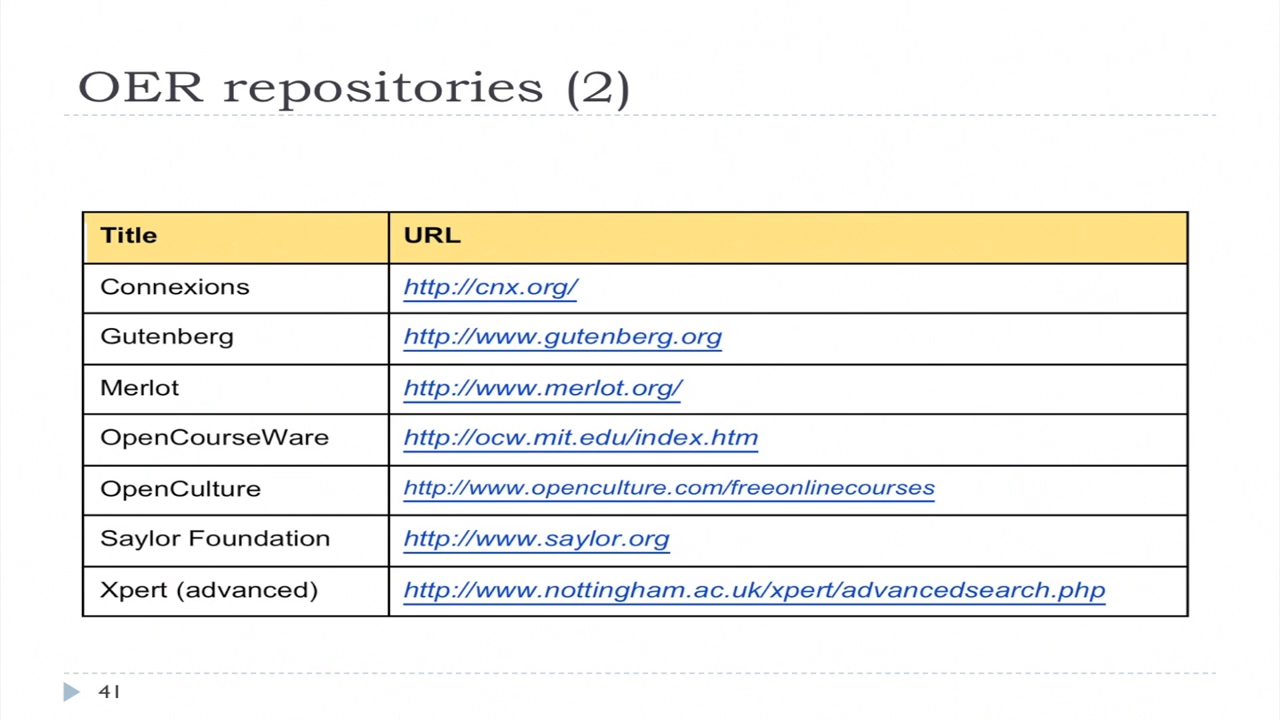 OER repositories (2)
Title URL
Connexions http://cnx.org/
Gutenberg http://www.gutenberg.org
Merlot http://www.merlot.org/
OpenCourseWare http://ocw.mit.edu/index.htm
OpenCulture http://www.openculture.com/freeonlinecourses
Saylor Foundation http://www.saylor.org
Xpert (advanced) http://www.nottingham.ac.uk/xpert/advancedsearch.php
41